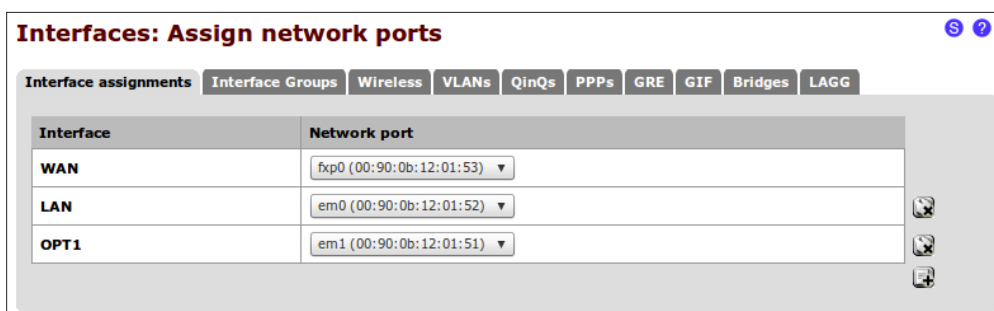 Interfaces: Assign network ports
S ?
Interface assignments Interface Groups Wireless VLANs QinQs PPPs GRE GIF Bridges LAGG
Interface Network port
WAN fxp0 (00:90:0b:12:01:53)
LAN em0 (00:90:0b:12:01:52)
OPT1 em1 (00:90:0b:12:01:51)